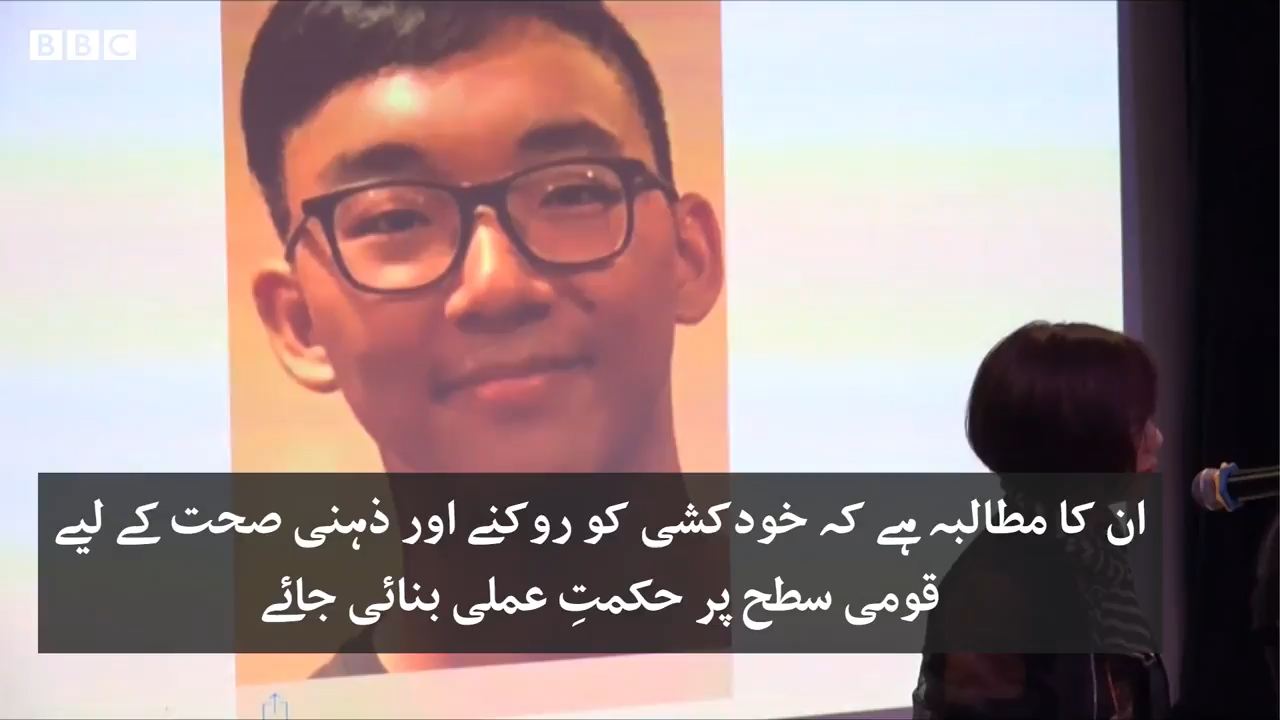 BBC
ان کا مطالبہ ہے کہ خودکشی کو روکنے اور ذہنی صحت کے لیے
قومی سطح پر حکمتِ عملی بنائی جائے